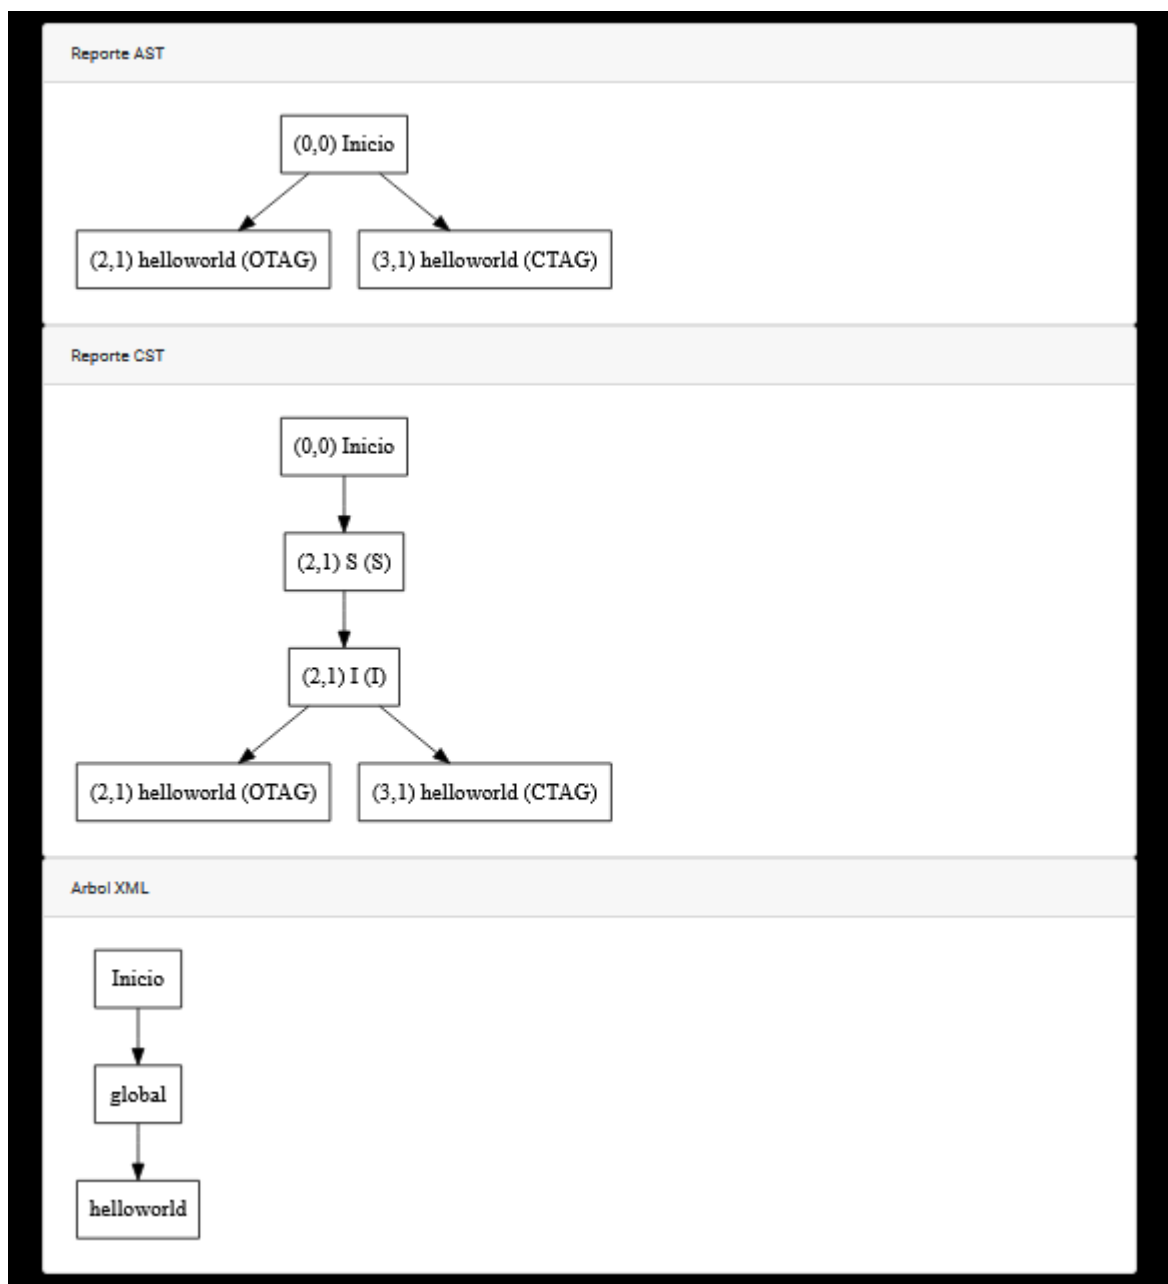 Reporte AST
(0,0) Inicio
(2,1) helloworld (OTAG)
(3,1) helloworld (CTAG)
Reporte CST
(0,0) Inicio
(2,1) S (S)
(2,1) I (I)
(2,1) helloworld (OTAG)
(3,1) helloworld (CTAG)
Arbol XML
Inicio
global
helloworld